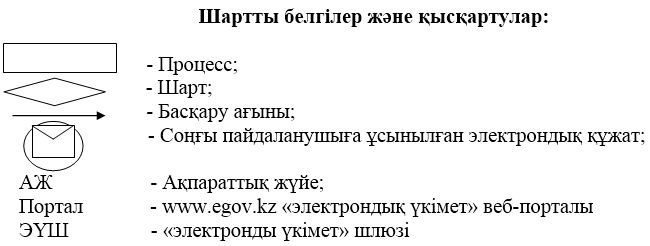 Шартты белгілер және қысқартулар:
- Процесс;
- Шарт;
- Басқару ағыны;
- Соңғы пайдаланушыға ұсынылған электрондық құжат;
АЖ - Ақпараттық жүйе;
Портал - www.egov.kz «электрондық үкімет» веб-порталы
ЭҮШ - «электронды үкімет» шлюзі